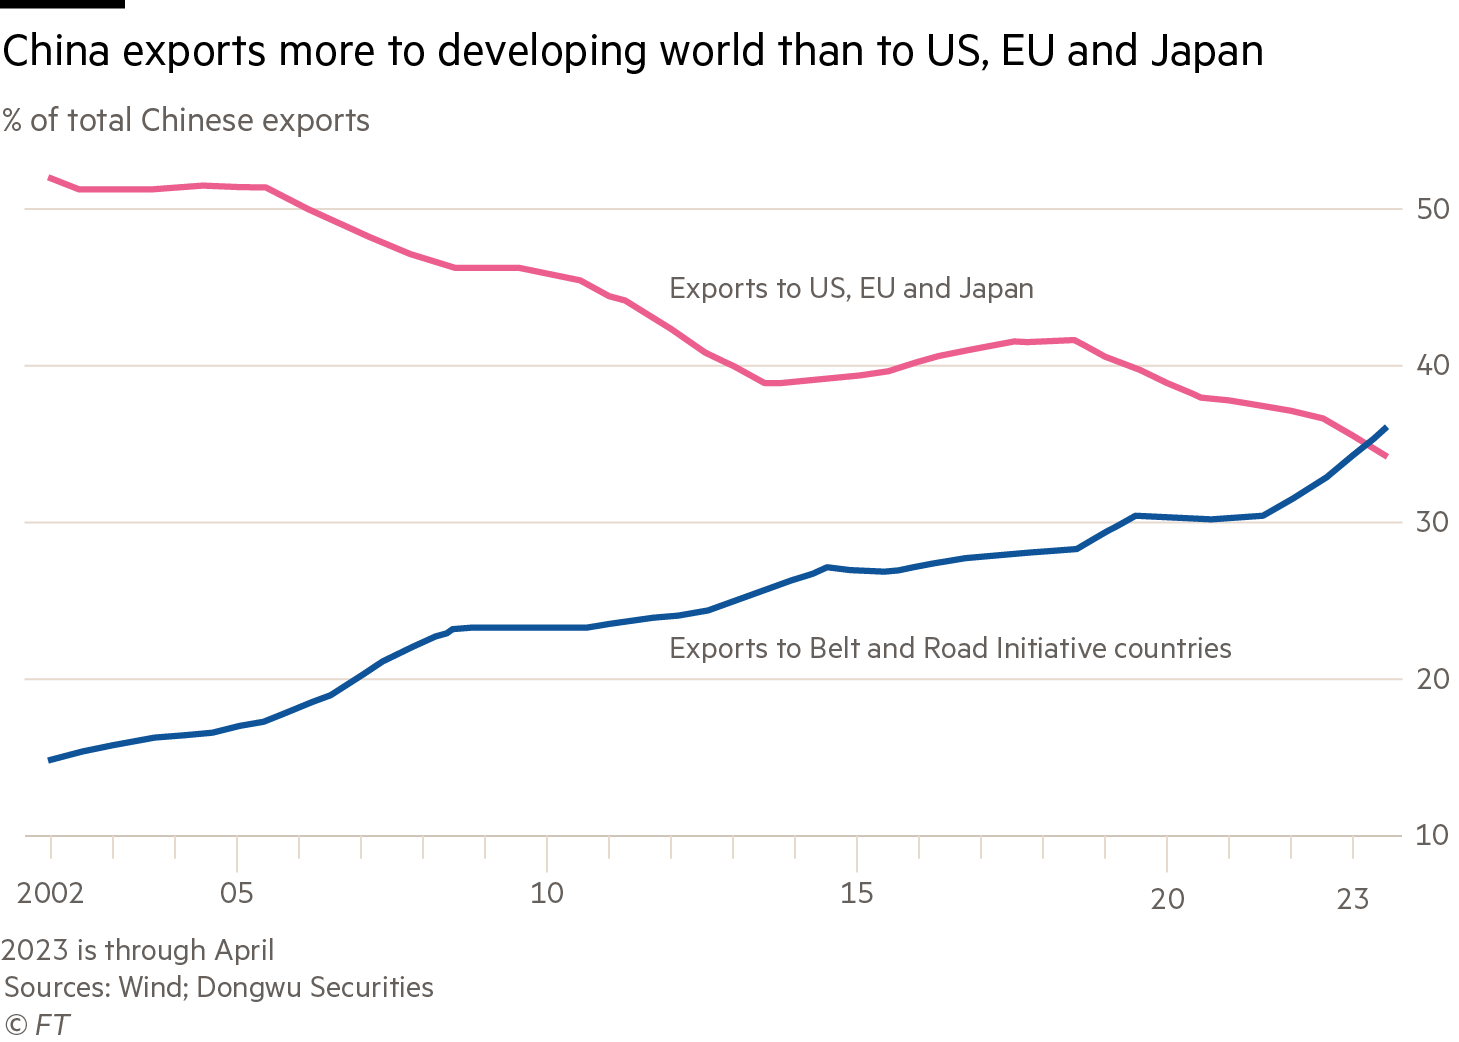 China exports more to developing world than to US, EU and Japan
% of total Chinese exports
50
Exports to US, EU and Japan
40
30
Exports to Belt and Road Initiative countries
20
10
2002 05 10 15 20 23
2023 is through April
Sources: Wind; Dongwu Securities
© FT